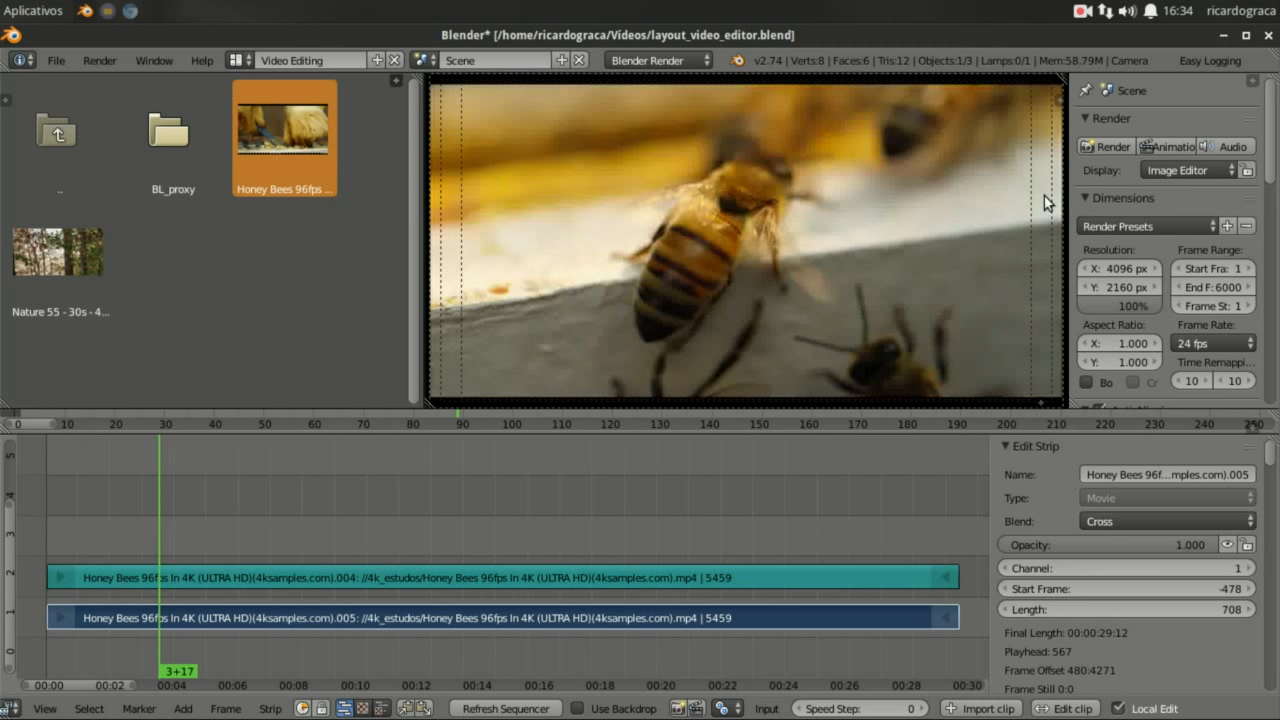 Aplicativos 16:34 ricardograca
Blender* [/home/ricardograca/Vídeos/layout_video_editor.blend]
File Render Window Help Video Editing Scene Blender Render v2.74 | Verts:8 | Faces:6 | Tris:12 | Objects:1/3 | Lamps:0/1 | Mem:58.79M | Camera Easy Logging
Scene
Render
Render Animatio Audio
Display: Image Editor
Dimensions
Render Presets
Resolution: Frame Range:
X: 4096 px Start Fra: 1
Y: 2160 px End F:6000
100% Frame St: 1
Aspect Ratio: Frame Rate:
X: 1.000 24 fps
Y: 1.000 Time Remappi...
Bo Cr 10 10
.. BL_proxy Honey Bees 96fps ...
Nature 55 - 30s - 4...
0 10 20 30 40 50 60 70 80 90 100 110 120 130 140 150 160 170 180 190 200 210 220 230 240 250
5
4
3
2
1
0
Honey Bees 96fps In 4K (ULTRA HD)(4ksamples.com).004: //4k_estudos/Honey Bees 96fps In 4K (ULTRA HD)(4ksamples.com).mp4 | 5459
Honey Bees 96fps In 4K (ULTRA HD)(4ksamples.com).005: //4k_estudos/Honey Bees 96fps In 4K (ULTRA HD)(4ksamples.com).mp4 | 5459
3+17
00:00 00:02 00:04 00:06 00:08 00:10 00:12 00:14 00:16 00:18 00:20 00:22 00:24 00:26 00:28 00:30
Edit Strip
Name: Honey Bees 96f...mples.com).005
Type: Movie
Blend: Cross
Opacity: 1.000
Channel: 1
Start Frame: -478
Length: 708
Final Length: 00:00:29:12
Playhead: 567
Frame Offset 480:4271
Frame Still 0:0
View Select Marker Add Frame Strip Refresh Sequencer Use Backdrop Input Speed Step: 0 Import clip Edit clip Local Edit